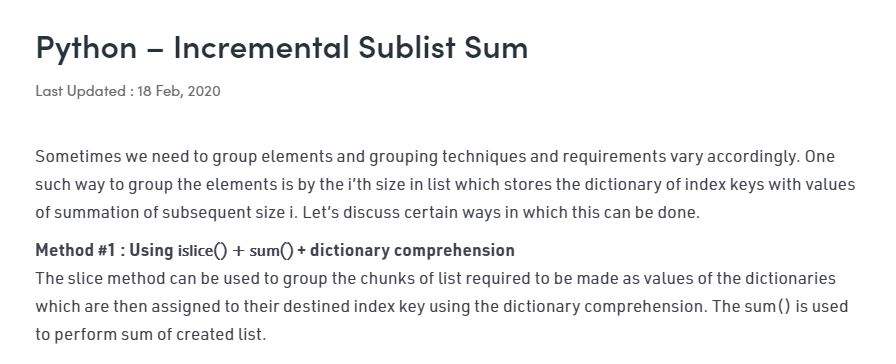 Python – Incremental Sublist Sum
Last Updated : 18 Feb, 2020
Sometimes we need to group elements and grouping techniques and requirements vary accordingly. One
such way to group the elements is by the i’th size in list which stores the dictionary of index keys with values
of summation of subsequent size i. Let’s discuss certain ways in which this can be done.
Method #1 : Using islice() + sum() + dictionary comprehension
The slice method can be used to group the chunks of list required to be made as values of the dictionaries
which are then assigned to their destined index key using the dictionary comprehension. The sum() is used
to perform sum of created list.